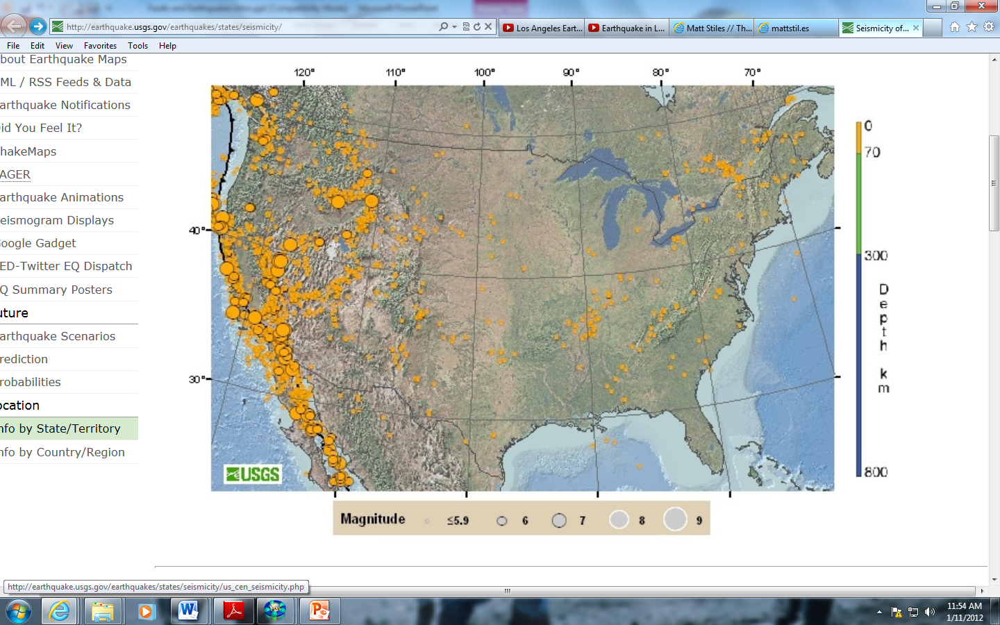 http://earthquake.usgs.gov/earthquakes/states/seismicity/
Los Angeles Eart...
Earthquake in L...
Matt Stiles // Th...
mattstil.es
Seismicity of...
File Edit View Favorites Tools Help
bout Earthquake Maps
ML / RSS Feeds & Data
arthquake Notifications
id You Feel It?
hakeMaps
AGER
arthquake Animations
eismogram Displays
oogle Gadget
ED-Twitter EQ Dispatch
Q Summary Posters
uture
arthquake Scenarios
rediction
robabilities
ocation
nfo by State/Territory
nfo by Country/Region
120° 110° 100° 90° 80° 70°
40°
30°
USGS
0
70
300
800
Depth km
Magnitude ≤5.9 6 7 8 9
http://earthquake.usgs.gov/earthquakes/states/seismicity/us_cen_seismicity.php
11:54 AM
1/11/2012